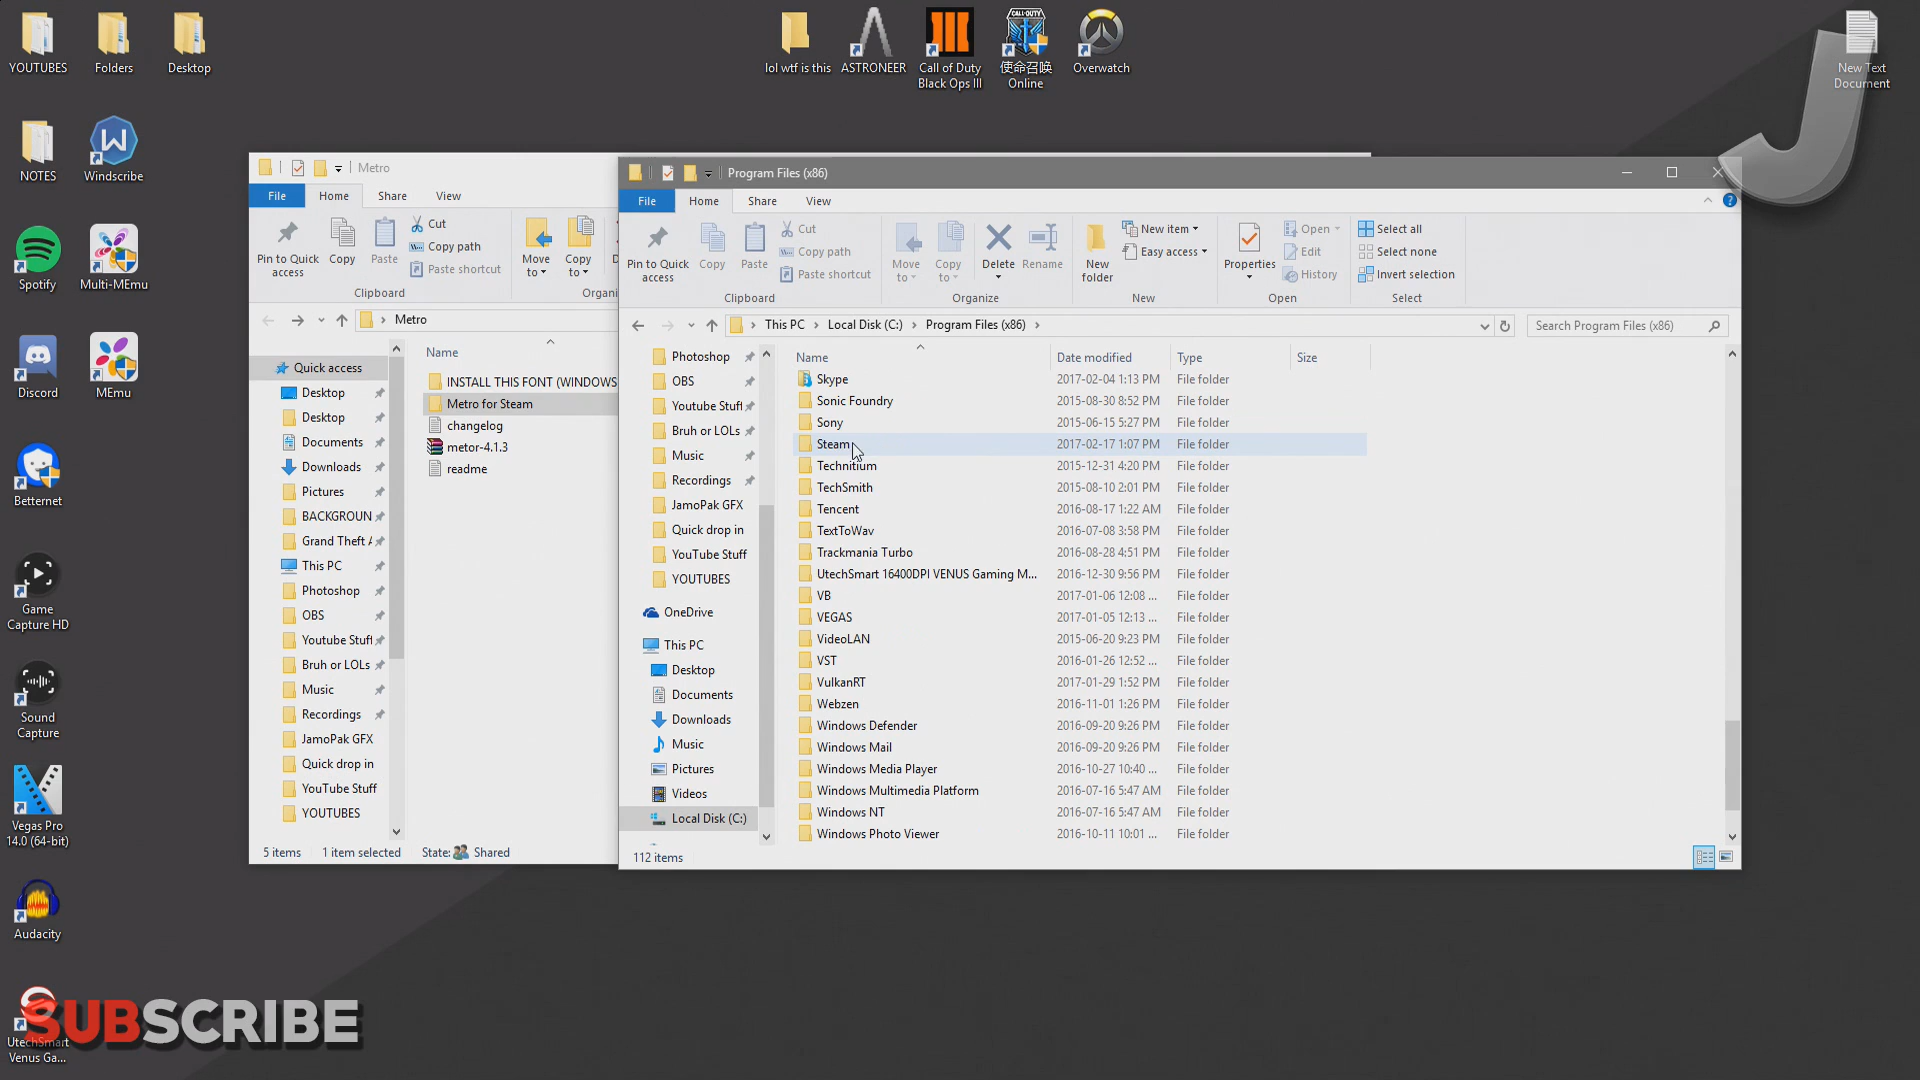 YOUTUBES
Folders
Desktop
lol wtf is this
ASTRONEER
Call of Duty
Black Ops III
CALL·DUTY
使命召唤
Online
Overwatch
New Text
Document
NOTES
Windscribe
Spotify
Multi-MEmu
Discord
MEmu
Betternet
Game
Capture HD
Sound
Capture
Vegas Pro
14.0 (64-bit)
Audacity
UtechSmart
Venus Ga...
SUBSCRIBE
Metro
File
Home
Share
View
Pin to Quick
access
Copy
Paste
Cut
Copy path
Paste shortcut
Clipboard
Move
to
Copy
to
Organi
Metro
Quick access
Desktop
Desktop
Documents
Downloads
Pictures
BACKGROUN
Grand Theft A
This PC
Photoshop
OBS
Youtube Stuff
Bruh or LOLs
Music
Recordings
JamoPak GFX
Quick drop in
YouTube Stuff
YOUTUBES
Name
INSTALL THIS FONT (WINDOWS
Metro for Steam
changelog
metor-4.1.3
readme
5 items
1 item selected
State:
Shared
Program Files (x86)
File
Home
Share
View
Pin to Quick
access
Copy
Paste
Cut
Copy path
Paste shortcut
Clipboard
Move
to
Copy
to
Delete
Rename
Organize
New
folder
New item
Easy access
New
Properties
Open
Edit
History
Open
Select all
Select none
Invert selection
Select
This PC
Local Disk (C:)
Program Files (x86)
Search Program Files (x86)
Photoshop
OBS
Youtube Stuff
Bruh or LOLs
Music
Recordings
JamoPak GFX
Quick drop in
YouTube Stuff
YOUTUBES
OneDrive
This PC
Desktop
Documents
Downloads
Music
Pictures
Videos
Local Disk (C:)
Name Date modified Type Size
Skype 2017-02-04 1:13 PM File folder
Sonic Foundry 2015-08-30 8:52 PM File folder
Sony 2015-06-15 5:27 PM File folder
Steam 2017-02-17 1:07 PM File folder
Technitium 2015-12-31 4:20 PM File folder
TechSmith 2015-08-10 2:01 PM File folder
Tencent 2016-08-17 1:22 AM File folder
TextToWav 2016-07-08 3:58 PM File folder
Trackmania Turbo 2016-08-28 4:51 PM File folder
UtechSmart 16400DPI VENUS Gaming M... 2016-12-30 9:56 PM File folder
VB 2017-01-06 12:08 ... File folder
VEGAS 2017-01-05 12:13 ... File folder
VideoLAN 2015-06-20 9:23 PM File folder
VST 2016-01-26 12:52 ... File folder
VulkanRT 2017-01-29 1:52 PM File folder
Webzen 2016-11-01 1:26 PM File folder
Windows Defender 2016-09-20 9:26 PM File folder
Windows Mail 2016-09-20 9:26 PM File folder
Windows Media Player 2016-10-27 10:40 ... File folder
Windows Multimedia Platform 2016-07-16 5:47 AM File folder
Windows NT 2016-07-16 5:47 AM File folder
Windows Photo Viewer 2016-10-11 10:01 ... File folder
112 items